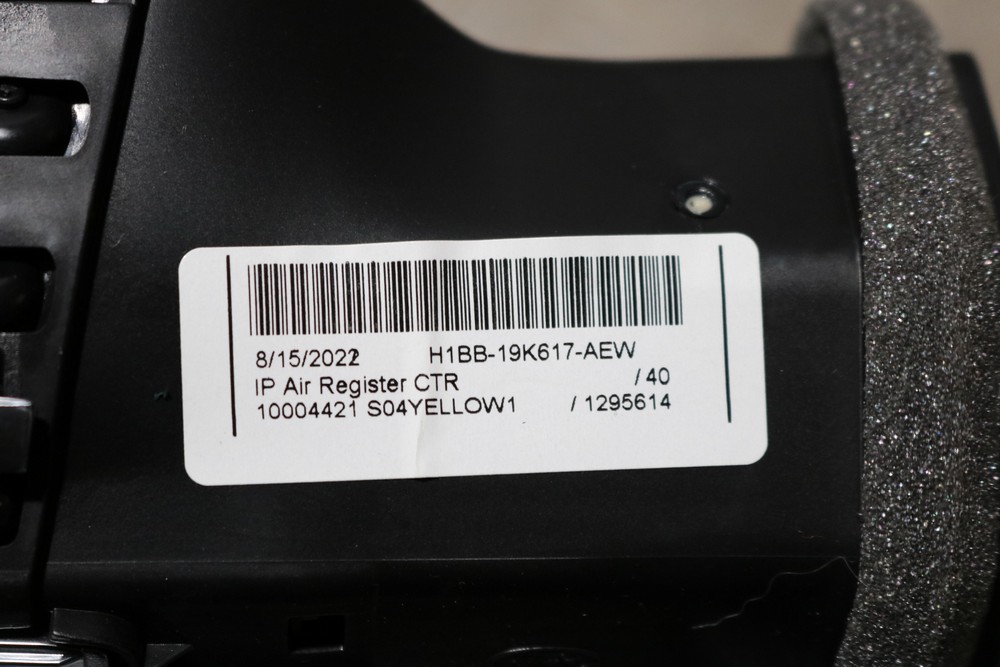 8/15/2022 H1BB-19K617-AEW
IP Air Register CTR / 40
10004421 S04YELLOW1 / 1295614